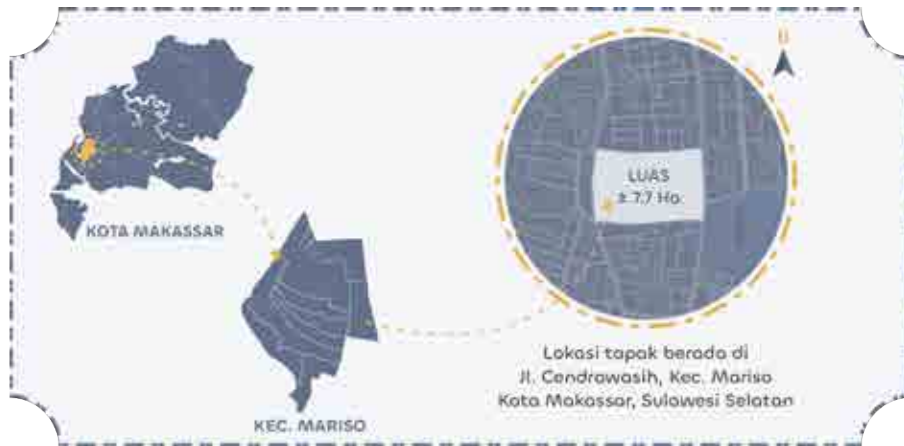 KOTA MAKASSAR
KEC. MARISO
LUAS
± 7.7 Ha
Lokasi tapak berada di
Jl. Cendrawasih, Kec. Mariso
Kota Makassar, Sulawesi Selatan